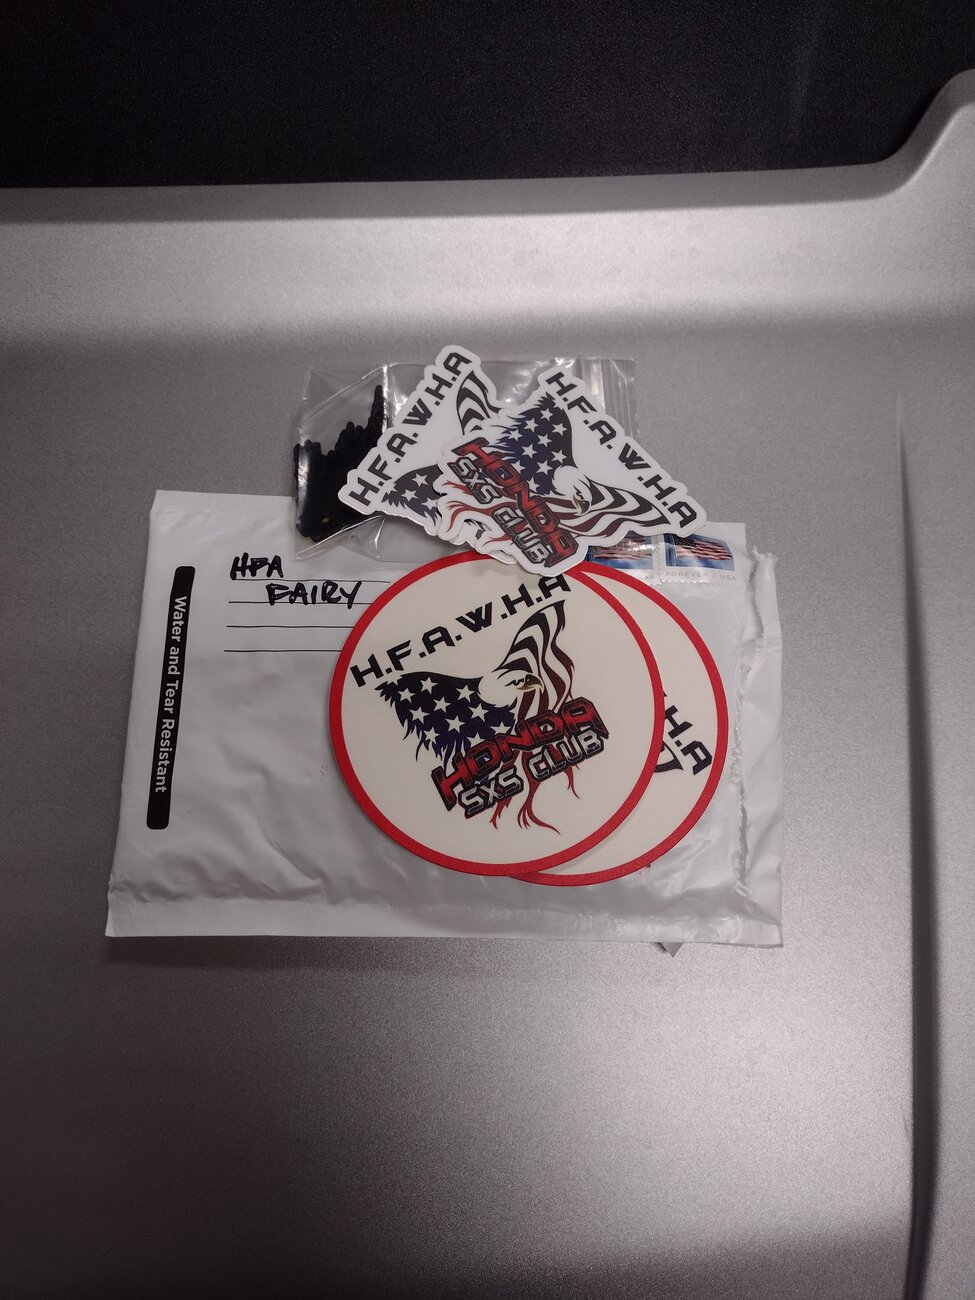 H.F.A.W.H.A
H.F.A.W.H.A
HONDA
SXS CLUB
FOREVER / USA
HFA
FAIRY
Water and Tear Resistant
H.F.A.W.H.A
HONDA
SXS CLUB
H.A